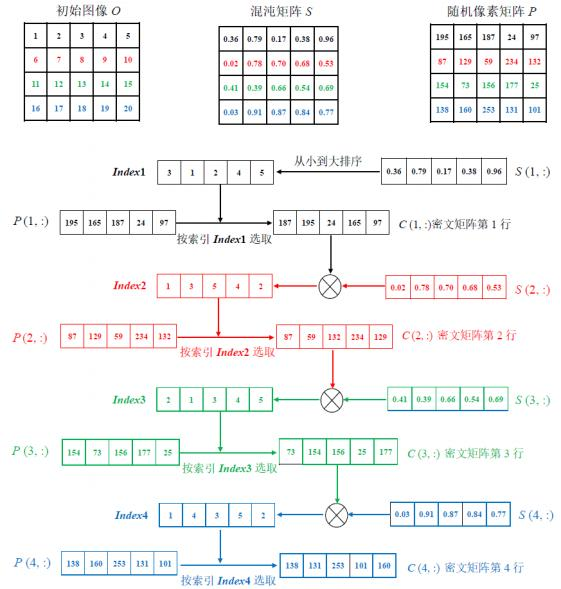 初始图像 O
混沌矩阵 S
随机像素矩阵 P
1 2 3 4 5
6 7 8 9 10
11 12 13 14 15
16 17 18 19 20
0.36 0.79 0.17 0.38 0.96
0.02 0.78 0.70 0.68 0.53
0.41 0.39 0.66 0.54 0.69
0.03 0.91 0.87 0.84 0.77
195 165 187 24 97
87 129 59 234 132
154 73 156 177 25
138 160 253 131 101
Index1 3 1 2 4 5 从小到大排序 0.36 0.79 0.17 0.38 0.96 S (1, :)
P (1, :) 195 165 187 24 97 按索引 Index1 选取 187 195 24 165 97 C (1, :)密文矩阵第 1 行
Index2 1 3 5 4 2 0.02 0.78 0.70 0.68 0.53 S (2, :)
P (2, :) 87 129 59 234 132 按索引 Index2 选取 87 59 132 234 129 C (2, :) 密文矩阵第 2 行
Index3 2 1 3 4 5 0.41 0.39 0.66 0.54 0.69 S (3, :)
P (3, :) 154 73 156 177 25 按索引 Index3 选取 73 154 156 25 177 C (3, :) 密文矩阵第 3 行
Index4 1 4 3 5 2 0.03 0.91 0.87 0.84 0.77 S (4, :)
P (4, :) 138 160 253 131 101 按索引 Index4 选取 138 131 253 101 160 C (4, :) 密文矩阵第 4 行